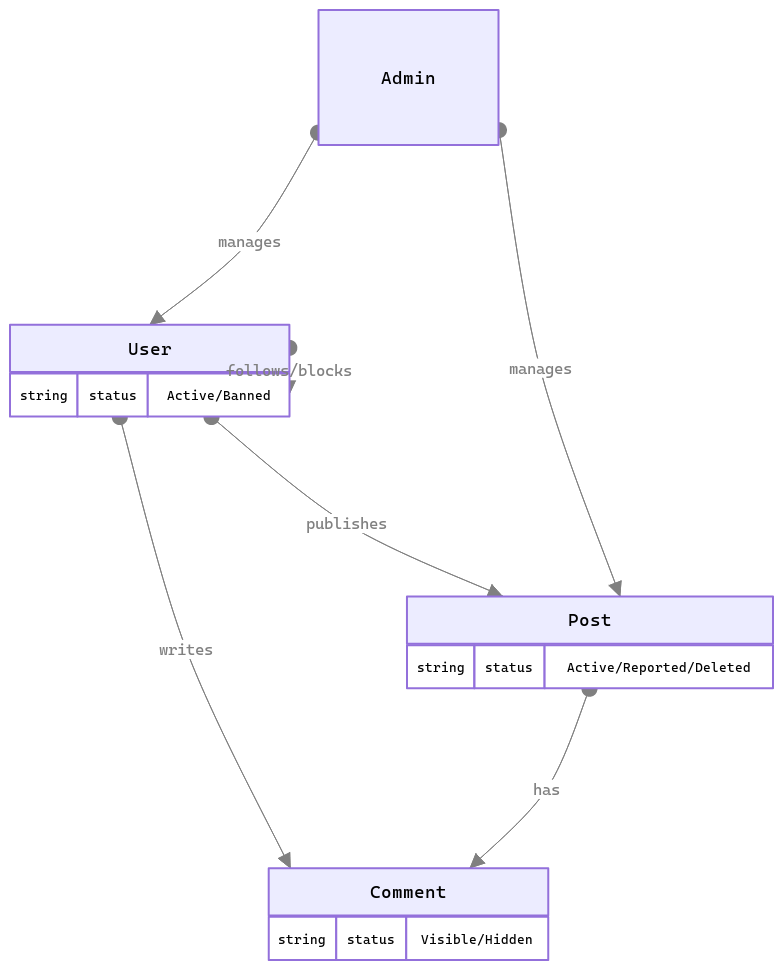 Admin
manages
User
manages
follows/blocks
string status Active/Banned
publishes
Post
writes
string status Active/Reported/Deleted
has
Comment
string status Visible/Hidden